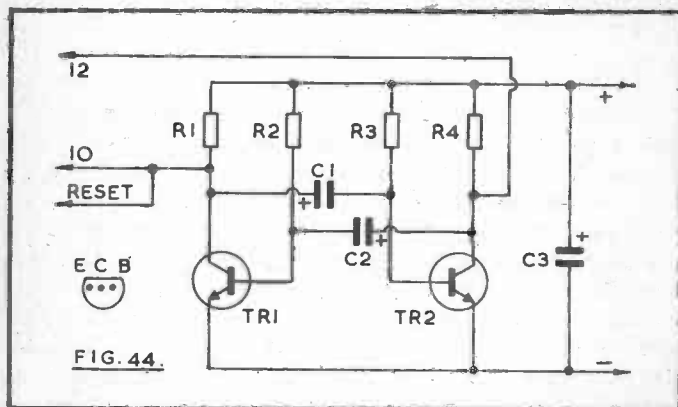 12
+
R1
R2
R3
R4
10
C1
RESET
+
C2
+
+
C3
E C B
TR1
TR2
FIG. 44.
−